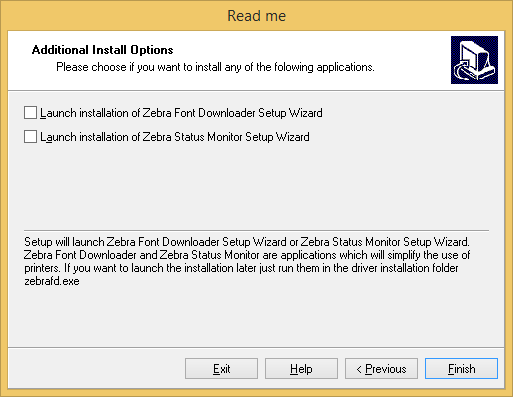 Read me
Additional Install Options
Please choose if you want to install any of the folowing applications.
Launch installation of Zebra Font Downloader Setup Wizard
Launch installation of Zebra Status Monitor Setup Wizard
Setup will launch Zebra Font Downloader Setup Wizard or Zebra Status Monitor Setup Wizard.
Zebra Font Downloader and Zebra Status Monitor are applications which will simplify the use of
printers. If you want to launch the installation later just run them in the driver installation folder
zebrafd.exe
Exit Help < Previous Finish